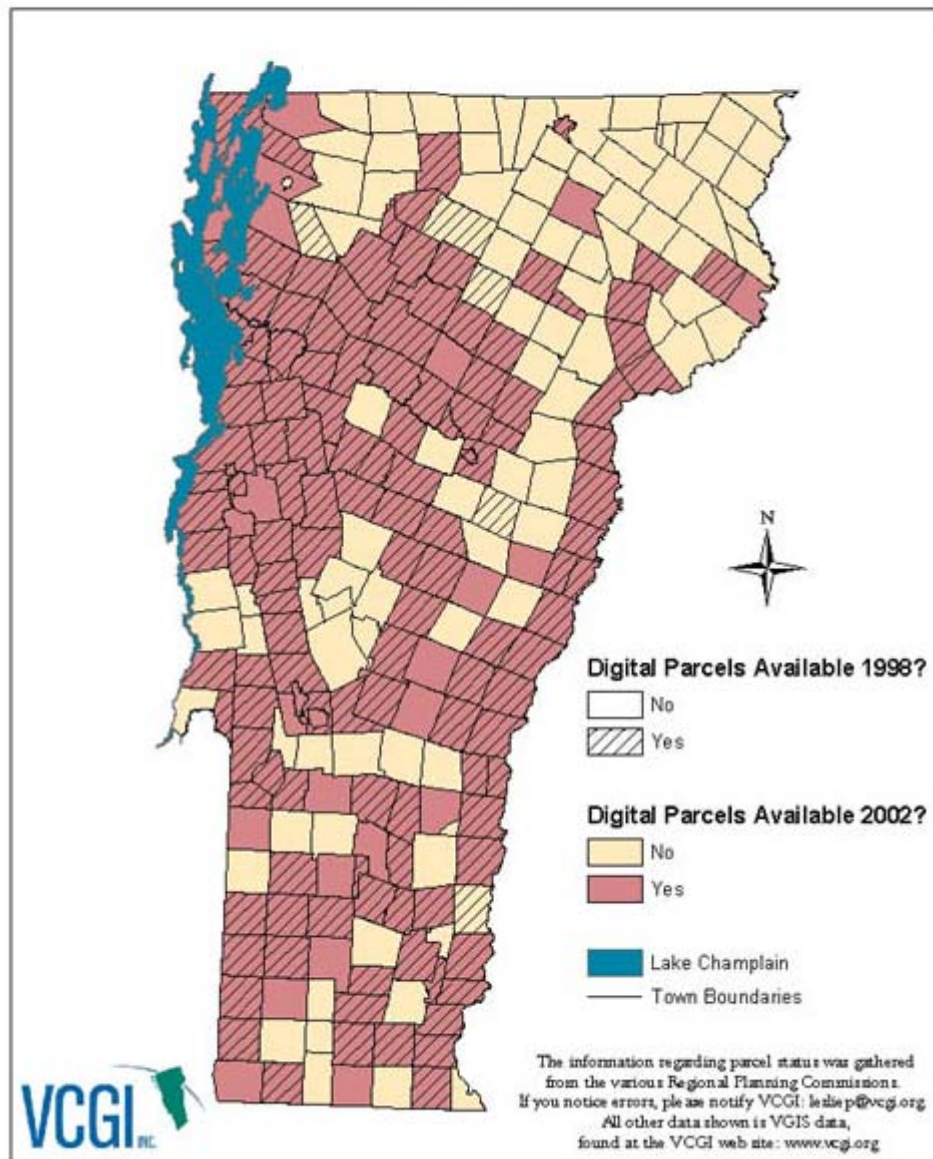 N
Digital Parcels Available 1998?
No
Yes
Digital Parcels Available 2002?
No
Yes
Lake Champlain
Town Boundaries
VCGI INC.
The information regarding parcel status was gathered
from the various Regional Planning Commissions.
If you notice errors, please notify VCGI: lesliep@vcgi.org
All other data shown is VGIS data,
found at the VCGI web site: www.vcgi.org